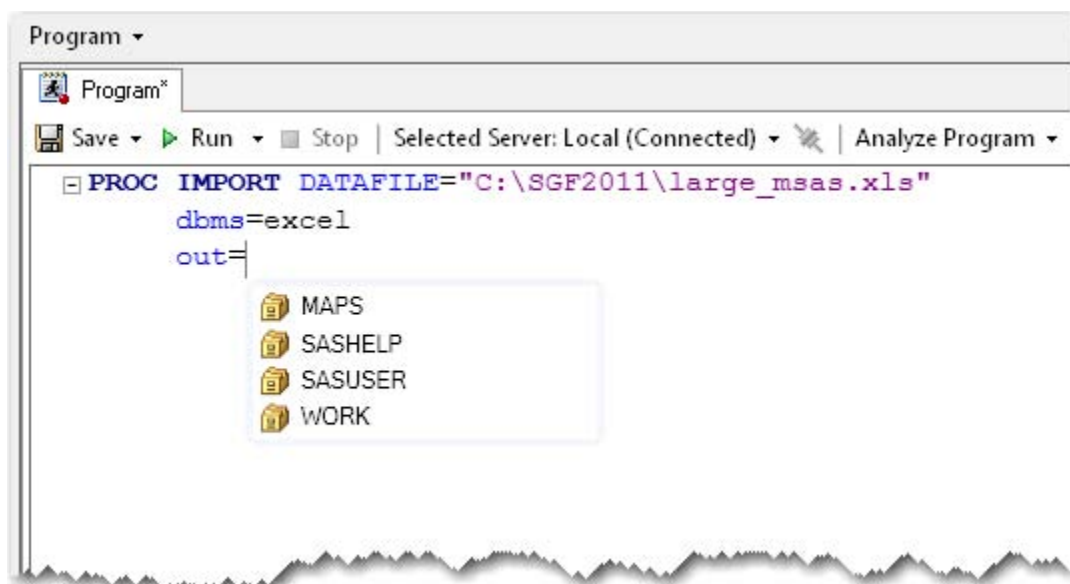 Program
Program*
Save Run Stop | Selected Server: Local (Connected) | Analyze Program
PROC IMPORT DATAFILE="C:\SGF2011\large_msas.xls"
dbms=excel
out=
MAPS
SASHELP
SASUSER
WORK